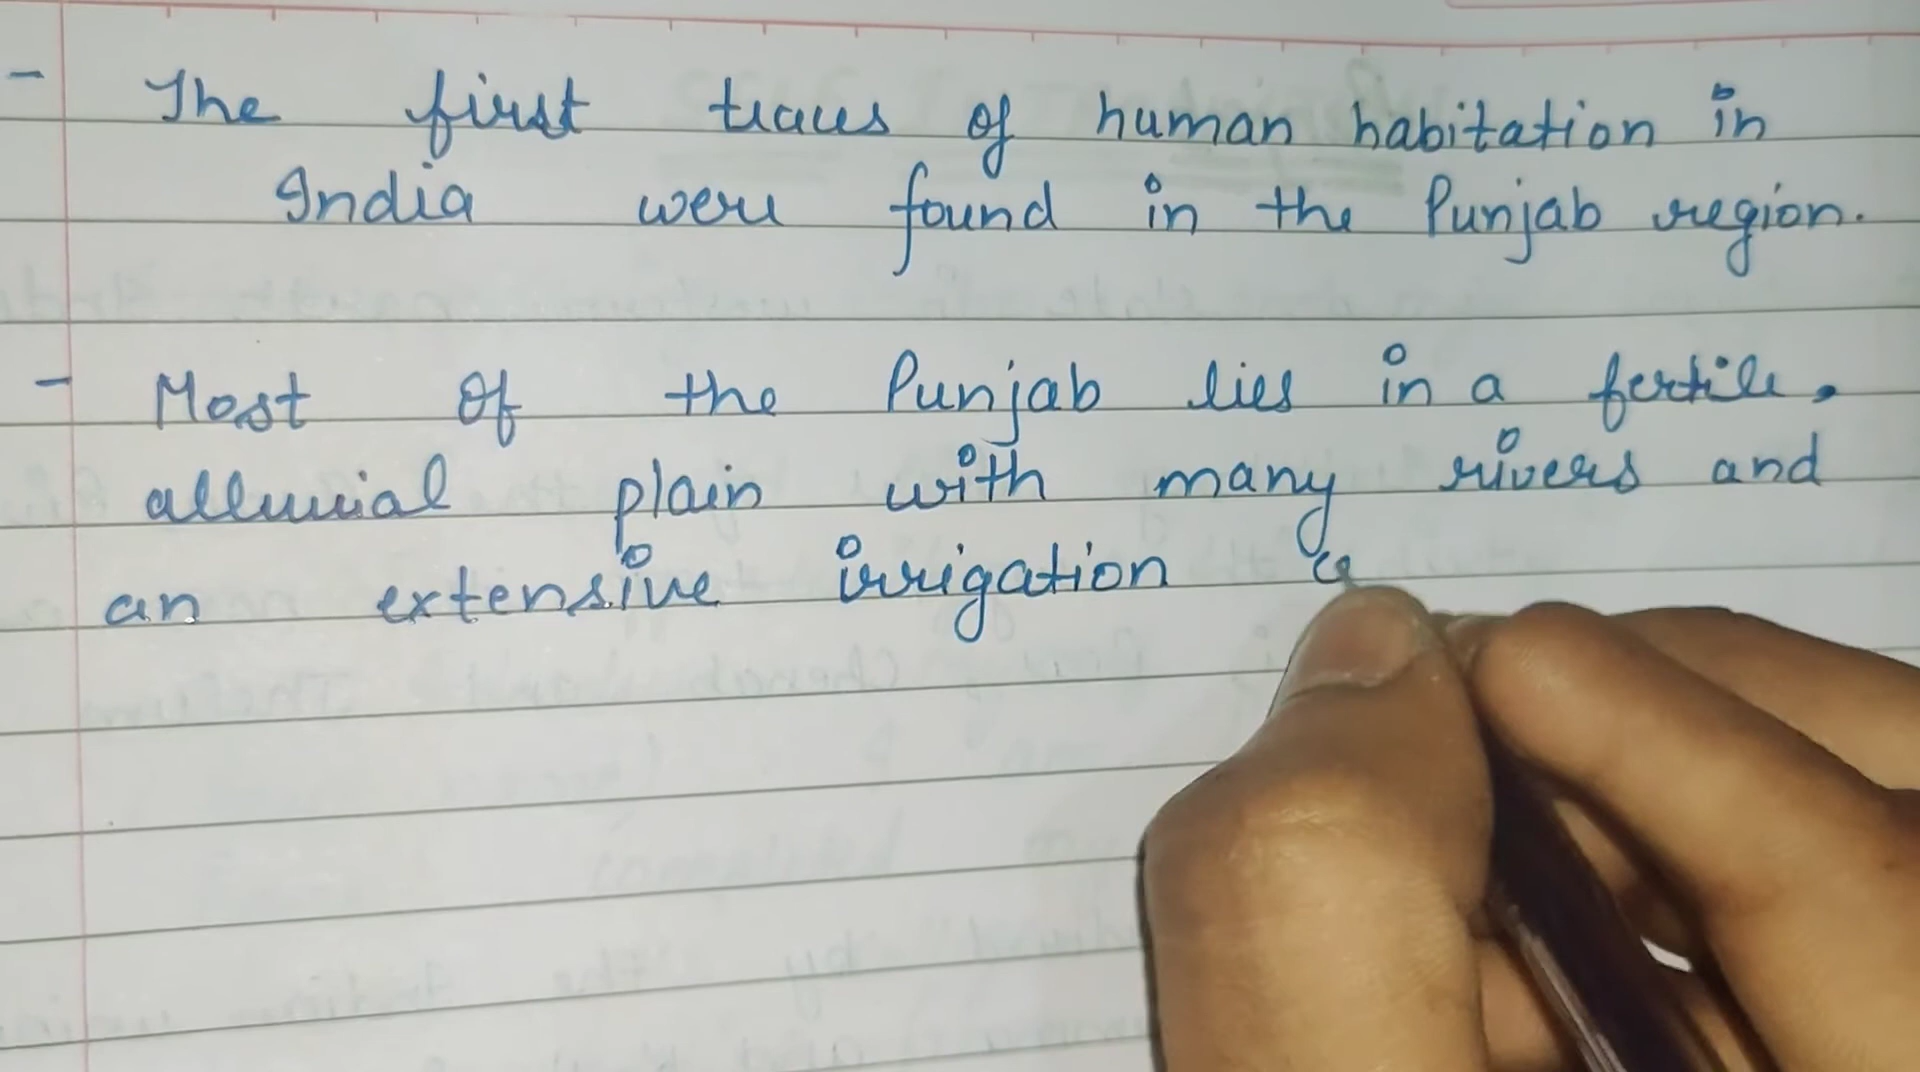 - The first traces of human habitation in
India were found in the Punjab region.
- Most of the Punjab lies in a fertile,
alluvial plain with many rivers and
an extensive irrigation